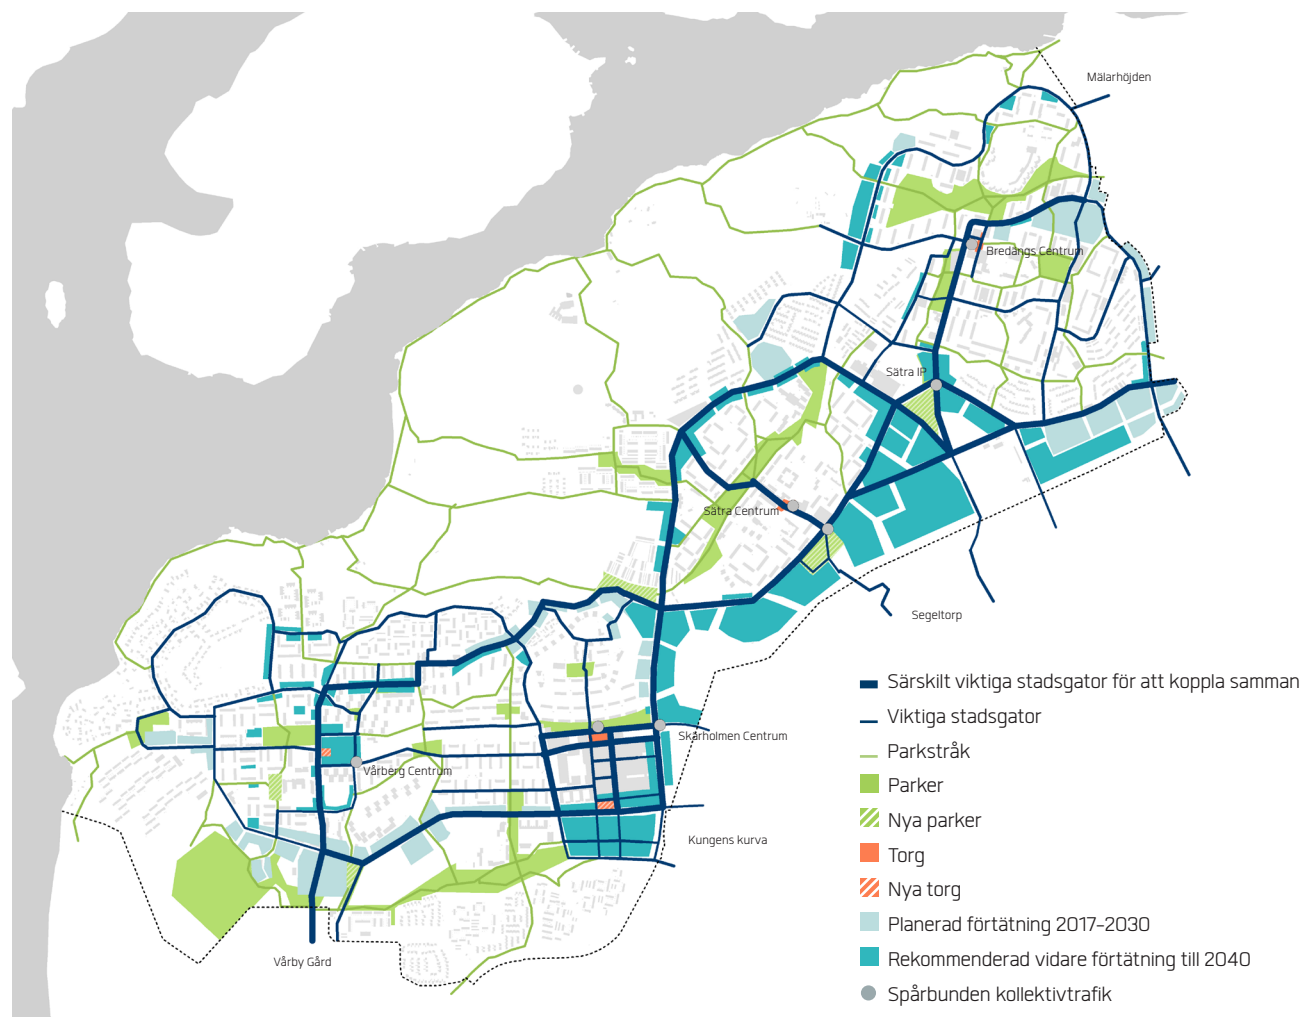 Mälarhöjden
Bredängs Centrum
Sätra IP
Sätra Centrum
Segeltorp
Skärholmen Centrum
Vårberg Centrum
Kungens kurva
Vårby Gård
Särskilt viktiga stadsgator för att koppla samman
Viktiga stadsgator
Parkstråk
Parker
Nya parker
Torg
Nya torg
Planerad förtätning 2017–2030
Rekommenderad vidare förtätning till 2040
Spårbunden kollektivtrafik